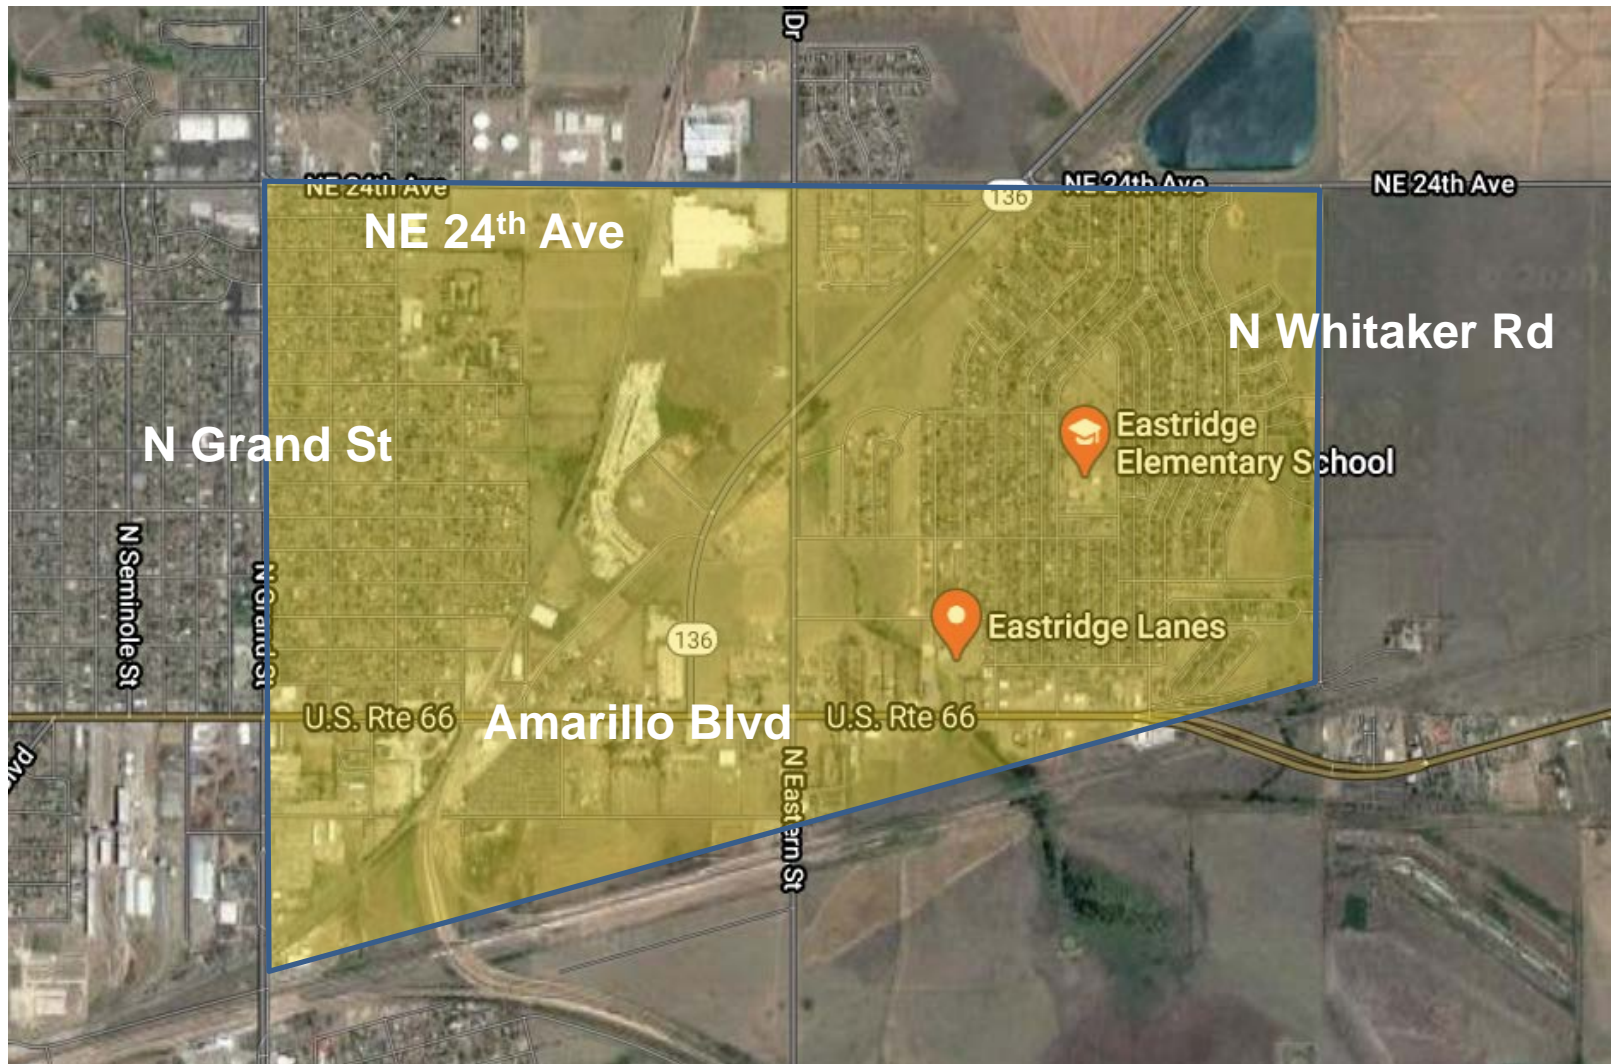 Dr
NE 24th Ave
NE 24th Ave
NE 24th Ave
136
NE 24th Ave
N Whitaker Rd
N Grand St
Eastridge
Elementary School
N Seminole St
N Grand St
Eastridge Lanes
136
U.S. Rte 66
Amarillo Blvd
U.S. Rte 66
N Eastern St